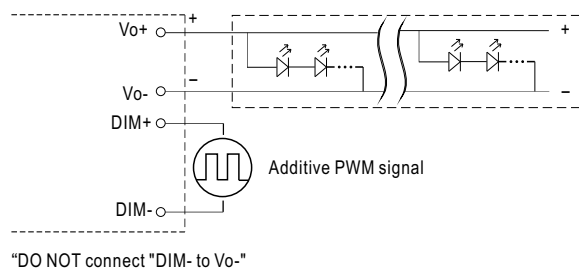 Vo+
+
+
Vo-
−
−
DIM+
Additive PWM signal
DIM-
“DO NOT connect "DIM- to Vo-"